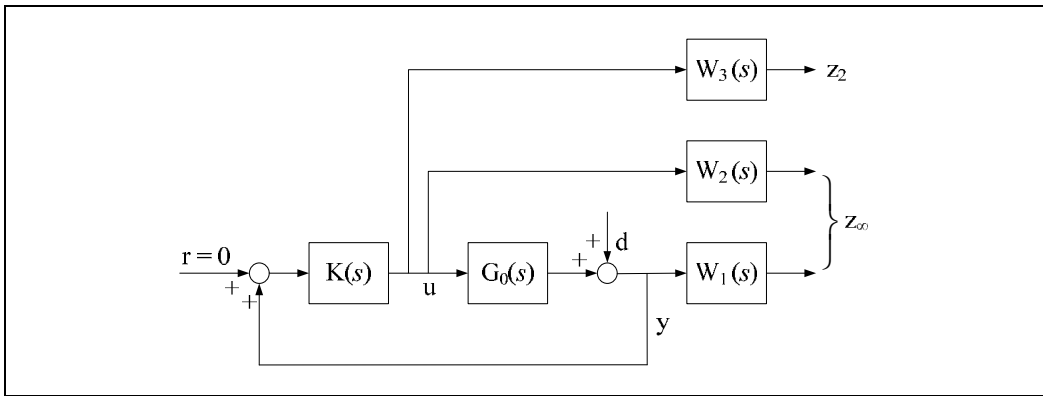 W₃(s)
z₂
W₂(s)
z∞
r = 0
+
+
K(s)
u
G₀(s)
+
+
d
W₁(s)
y